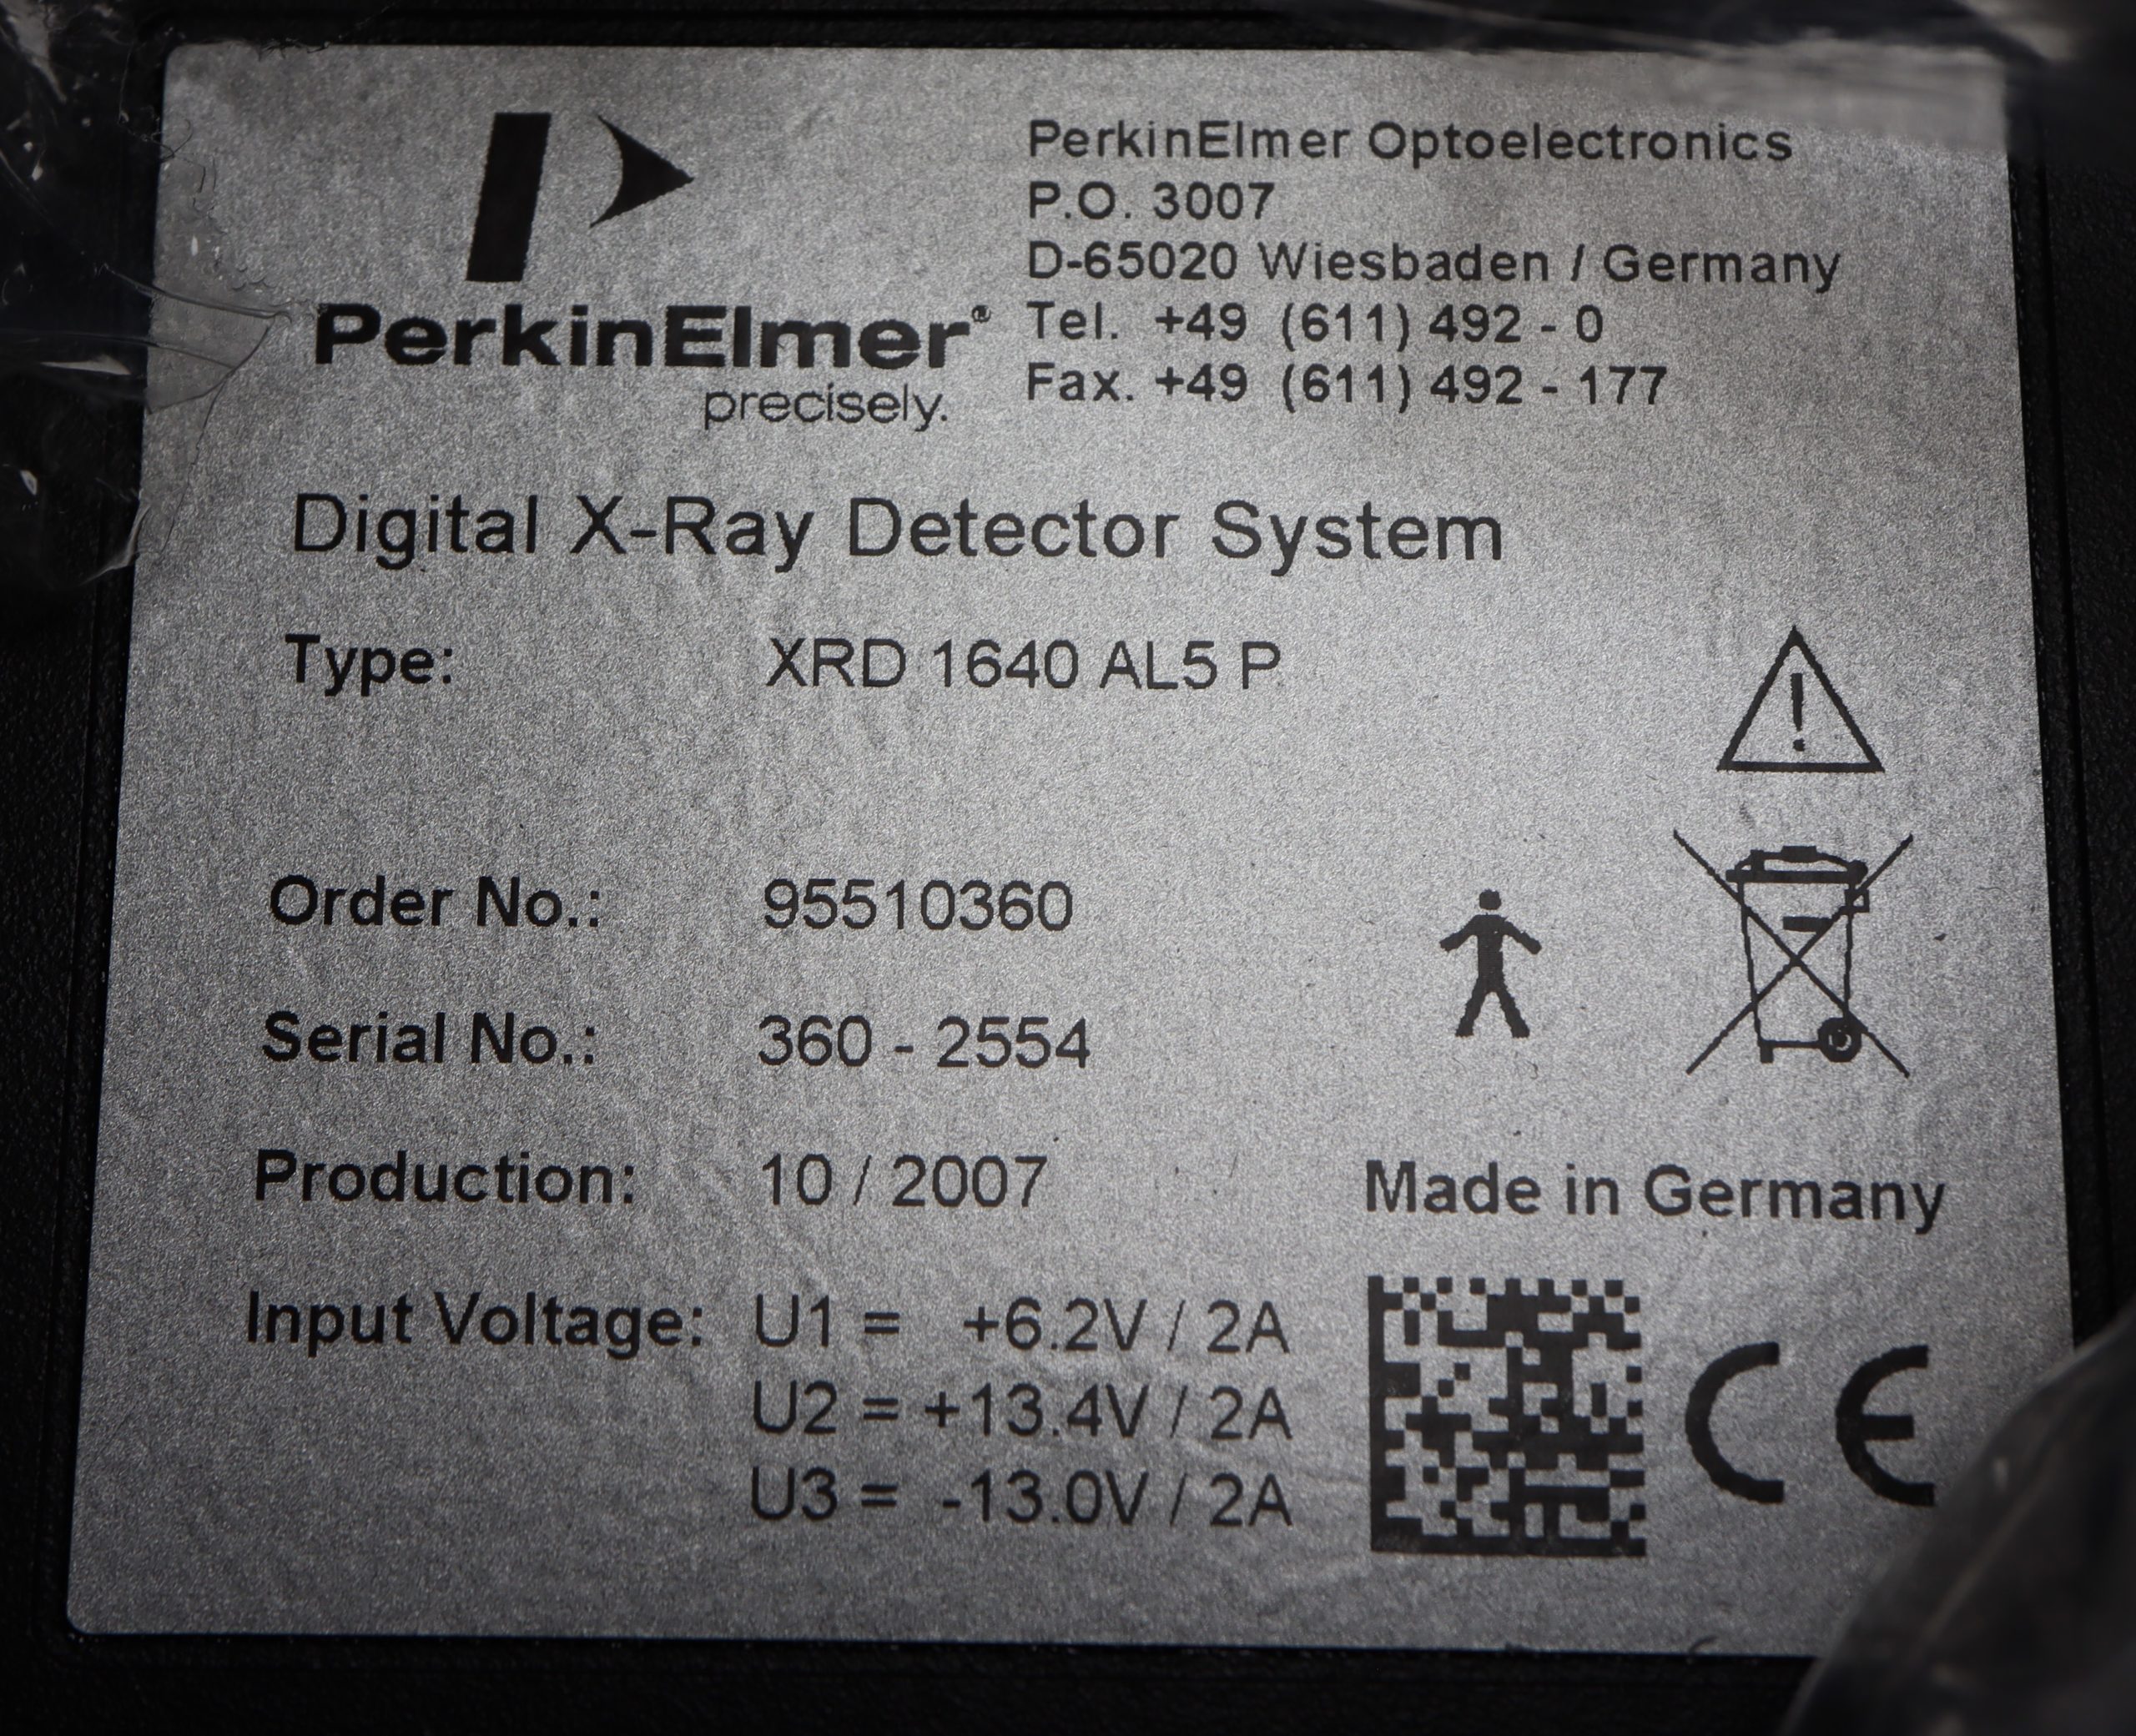 PerkinElmer®
precisely.
PerkinElmer Optoelectronics
P.O. 3007
D-65020 Wiesbaden / Germany
Tel. +49 (611) 492 - 0
Fax. +49 (611) 492 - 177
Digital X-Ray Detector System
Type: XRD 1640 AL5 P
Order No.: 95510360
Serial No.: 360 - 2554
Production: 10 / 2007
Made in Germany
Input Voltage: U1 = +6.2V / 2A
U2 = +13.4V / 2A
U3 = -13.0V / 2A
CE